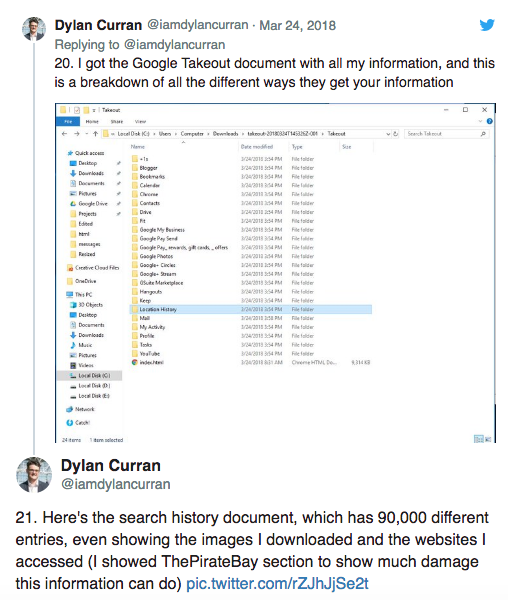 Dylan Curran @iamdylancurran · Mar 24, 2018
Replying to @iamdylancurran
20. I got the Google Takeout document with all my information, and this
is a breakdown of all the different ways they get your information
Takeout
File Home Share View
Local Disk (C:) > Users > Computer > Downloads > takeout-20180324T145326Z-001 > Takeout
Search Takeout
Name Date modified Type Size
Quick access
Desktop
Downloads
Documents
Pictures
Google Drive
Projects
Edited
html
messages
Resized
Creative Cloud Files
OneDrive
This PC
3D Objects
Desktop
Documents
Downloads
Music
Pictures
Videos
Local Disk (C:)
Local Disk (D:)
Local Disk (E:)
Network
Catch!
+1s 3/24/2018 3:54 PM File folder
Blogger 3/24/2018 3:54 PM File folder
Bookmarks 3/24/2018 3:54 PM File folder
Calendar 3/24/2018 3:54 PM File folder
Chrome 3/24/2018 3:54 PM File folder
Contacts 3/24/2018 3:54 PM File folder
Drive 3/24/2018 3:54 PM File folder
Fit 3/24/2018 3:54 PM File folder
Google My Business 3/24/2018 3:54 PM File folder
Google Pay Send 3/24/2018 3:54 PM File folder
Google Pay_ rewards, gift cards, _ offers 3/24/2018 3:54 PM File folder
Google Photos 3/24/2018 3:54 PM File folder
Google+ Circles 3/24/2018 3:54 PM File folder
Google+ Stream 3/24/2018 3:54 PM File folder
GSuite Marketplace 3/24/2018 3:54 PM File folder
Hangouts 3/24/2018 3:54 PM File folder
Keep 3/24/2018 3:54 PM File folder
Location History 3/24/2018 3:54 PM File folder
Mail 3/24/2018 3:58 PM File folder
My Activity 3/24/2018 3:54 PM File folder
Profile 3/24/2018 3:54 PM File folder
Tasks 3/24/2018 3:54 PM File folder
YouTube 3/24/2018 3:54 PM File folder
index.html 3/24/2018 8:31 AM Chrome HTML Do... 9,314 KB
24 items 1 item selected
Dylan Curran
@iamdylancurran
21. Here's the search history document, which has 90,000 different
entries, even showing the images I downloaded and the websites I
accessed (I showed ThePirateBay section to show much damage
this information can do) pic.twitter.com/rZJhJjSe2t